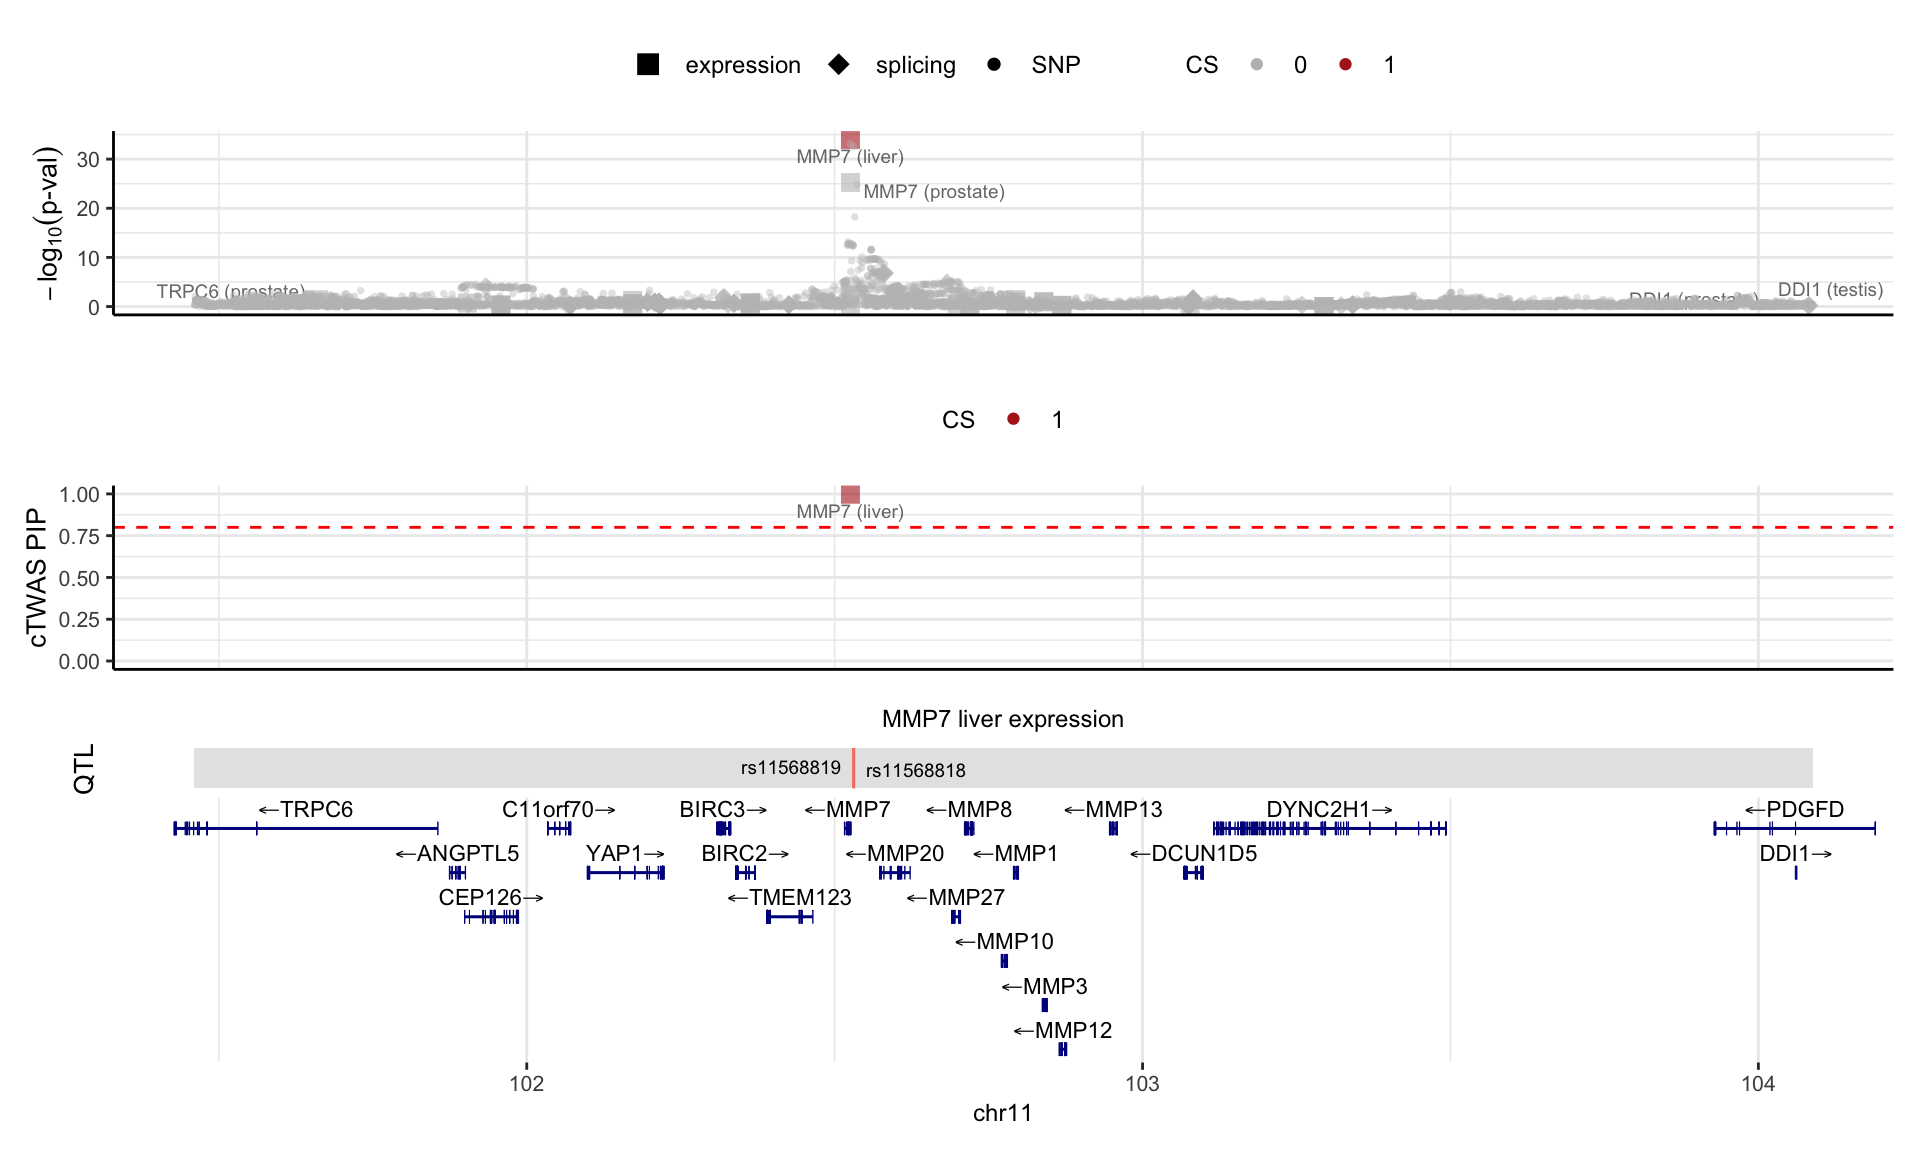 expression splicing SNP CS 0 1
− log10(p-val)
30
20
10
0
MMP7 (liver)
MMP7 (prostate)
TRPC6 (prostate)
DDI1 (prostate)
DDI1 (testis)
CS 1
cTWAS PIP
1.00
0.75
0.50
0.25
0.00
MMP7 (liver)
MMP7 liver expression
QTL
rs11568819 rs11568818
←TRPC6 C11orf70→ BIRC3→ ←MMP7 ←MMP8 ←MMP13 DYNC2H1→ ←PDGFD
←ANGPTL5 YAP1→ BIRC2→ ←MMP20 ←MMP1 ←DCUN1D5 DDI1→
CEP126→ ←TMEM123 ←MMP27
←MMP10
←MMP3
←MMP12
102 103 104
chr11